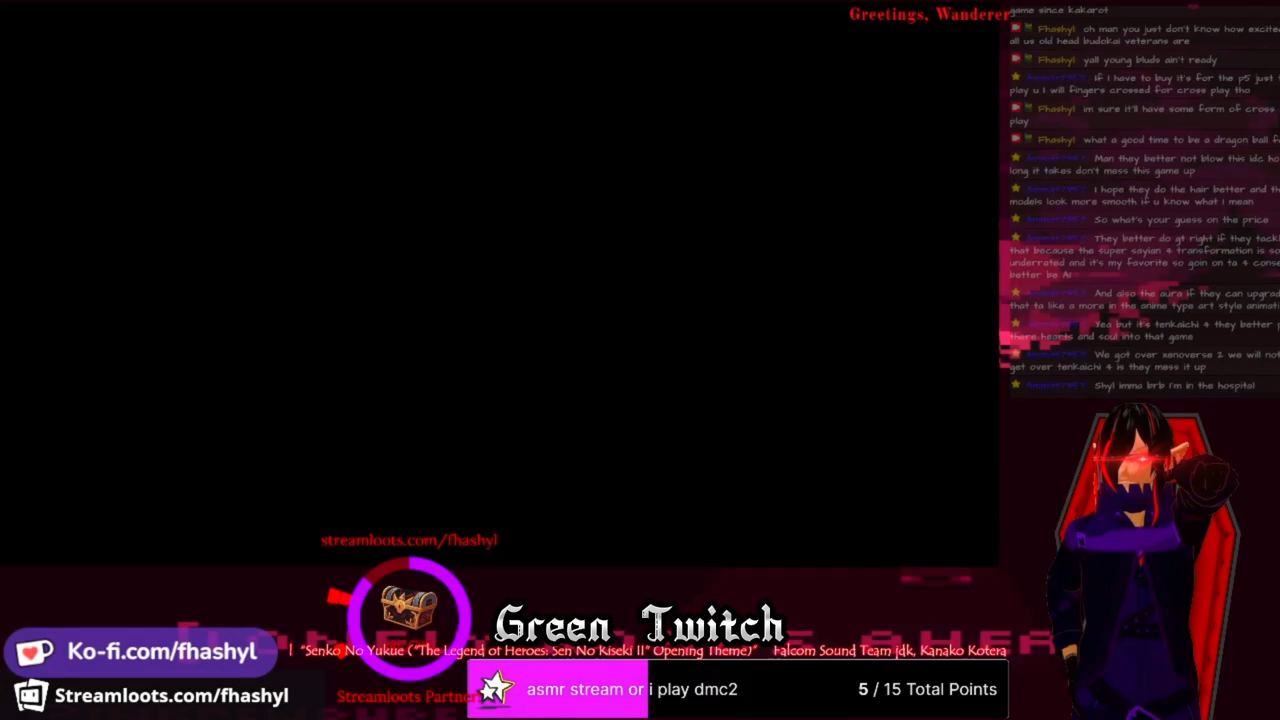 Greetings, Wanderer
game since kakarot
Fhashyl oh man you just don't know how excite
all us old head budokai veterans are
Fhashyl yall young bluds ain't ready
If I have to buy it's for the p5 just
play u I will fingers crossed for cross play tho
Fhashyl im sure it'll have some form of cross
play
Fhashyl what a good time to be a dragon ball f
Man they better not blow this idc ho
long it takes don't mess this game up
I hope they do the hair better and th
models look more smooth if u know what I mean
So what's your guess on the price
They better do gt right if they tack
that because the super sayian 4 transformation is so
underrated and it's my favorite so goin on ta 4 conse
better be A
And also the aura if they can upgrad
that ta like a more in the anime type art style animati
Yea but it's tenkaichi 4 they better p
there hearts and soul into that game
We got over xenoverse 2 we will not
get over tenkaichi 4 is they mess it up
Shyl imma brb I'm in the hospital
streamloots.com/fhashyl
Green Twitch
Ko-fi.com/fhashyl
"Senko No Yukue ("The Legend of Heroes: Sen No Kiseki II" Opening Theme)" Falcom Sound Team jdk, Kanako Kotera
Streamloots.com/fhashyl
Streamloots Partner
asmr stream or i play dmc2
5 / 15 Total Points